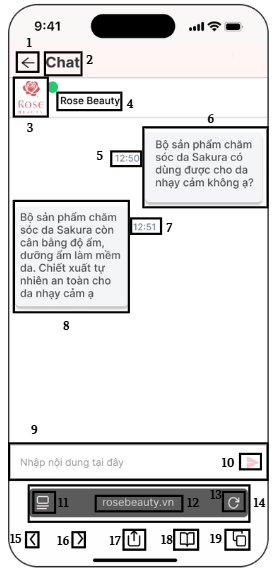 9:41
1
2
Chat
ROSE
BEAUTY
Rose Beauty
4
3
6
5
12:50
Bộ sản phẩm chăm
sóc da Sakura có
dùng được cho da
nhạy cảm không ạ?
12:51
7
Bộ sản phẩm chăm
sóc da Sakura còn
cân bằng độ ẩm,
dưỡng ẩm làm mềm
da. Chiết xuất tự
nhiên an toàn cho
da nhạy cảm ạ
8
9
Nhập nội dung tại đây
10
11
rosebeauty.vn
12
13
14
15
16
17
18
19